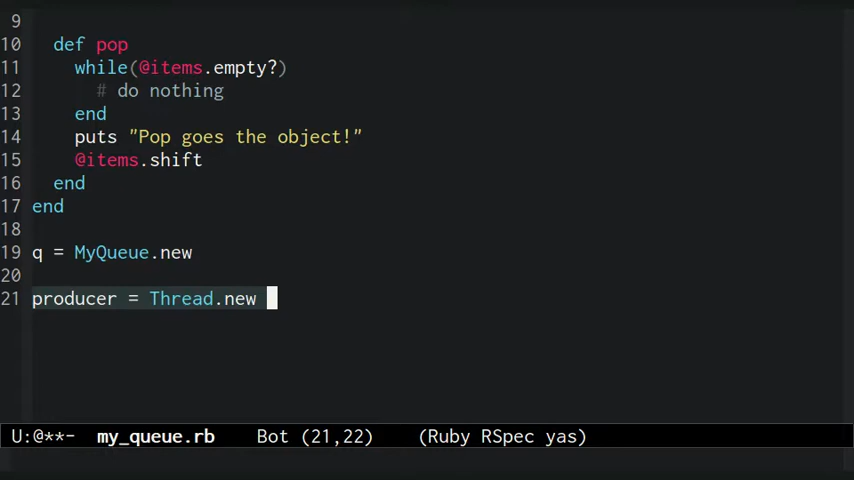 9
10 def pop
11 while(@items.empty?)
12 # do nothing
13 end
14 puts "Pop goes the object!"
15 @items.shift
16 end
17 end
18
19 q = MyQueue.new
20
21 producer = Thread.new
U:@**- my_queue.rb Bot (21,22) (Ruby RSpec yas)